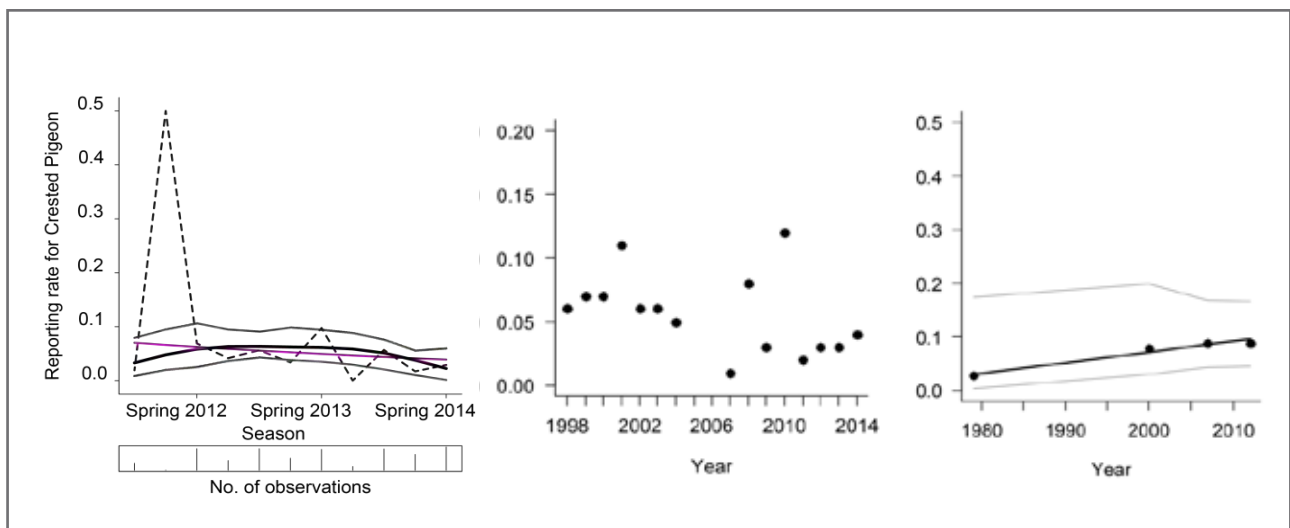 Reporting rate for Crested Pigeon
0.5
0.4
0.3
0.2
0.1
0.0
Spring 2012 Spring 2013 Spring 2014
Season
No. of observations
0.20
0.15
0.10
0.05
0.00
1998 2002 2006 2010 2014
Year
0.5
0.4
0.3
0.2
0.1
0.0
1980 1990 2000 2010
Year